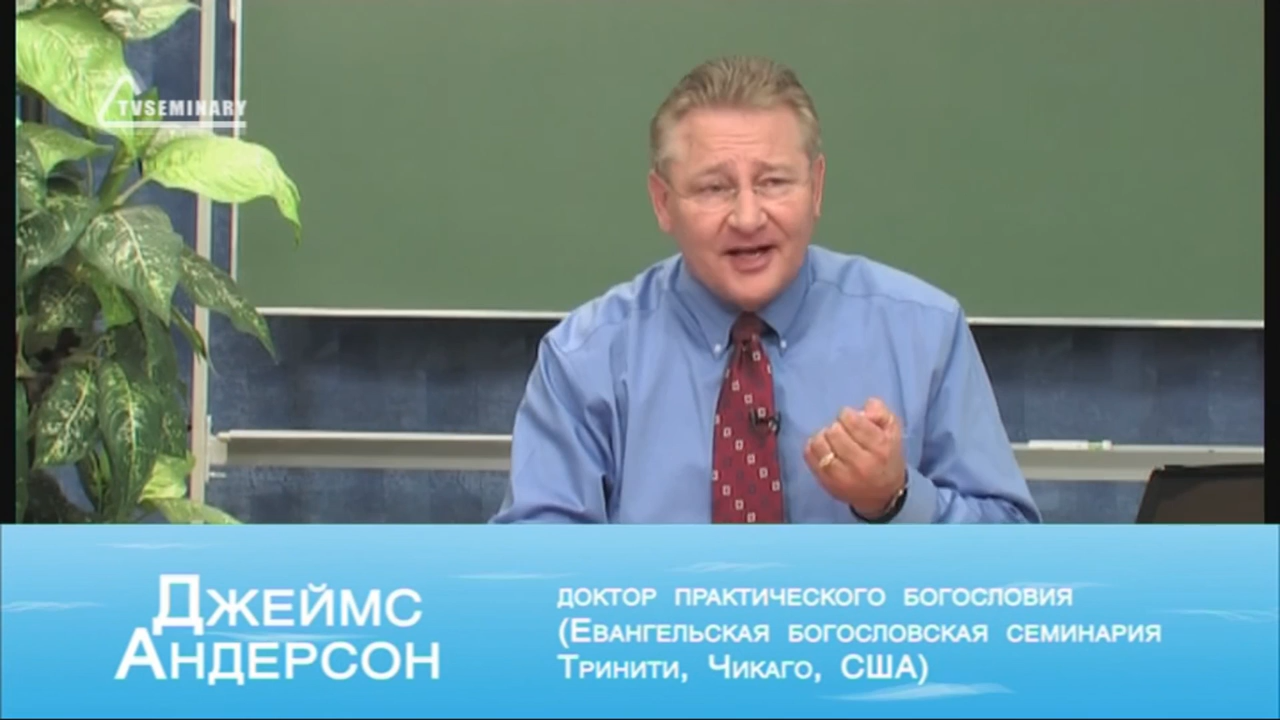 TVSEMINARY
Джеймс
Андерсон
доктор практического богословия
(Евангельская богословская семинария
Тринити, Чикаго, США)